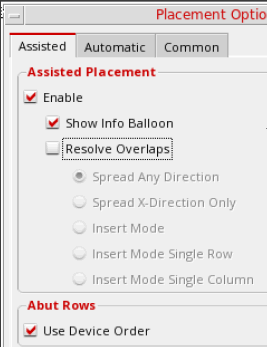 Placement Optio
Assisted
Automatic
Common
Assisted Placement
Enable
Show Info Balloon
Resolve Overlaps
Spread Any Direction
Spread X-Direction Only
Insert Mode
Insert Mode Single Row
Insert Mode Single Column
Abut Rows
Use Device Order